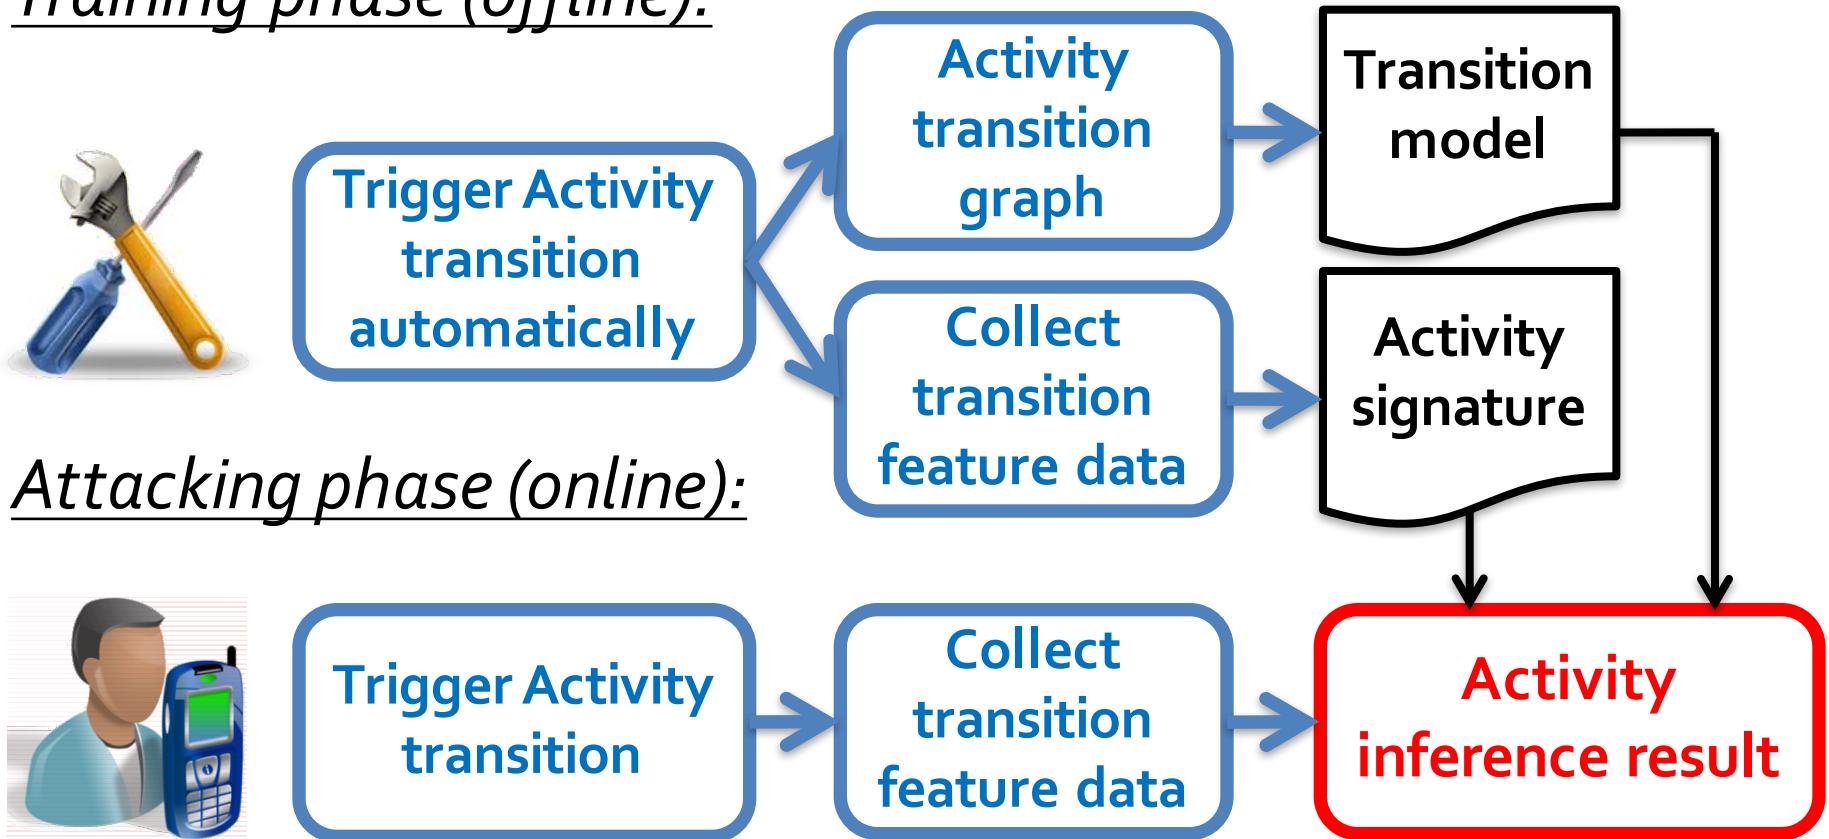 Training phase (offline):
Trigger Activity
transition
automatically
Activity
transition
graph
Transition
model
Collect
transition
feature data
Activity
signature
Attacking phase (online):
Trigger Activity
transition
Collect
transition
feature data
Activity
inference result